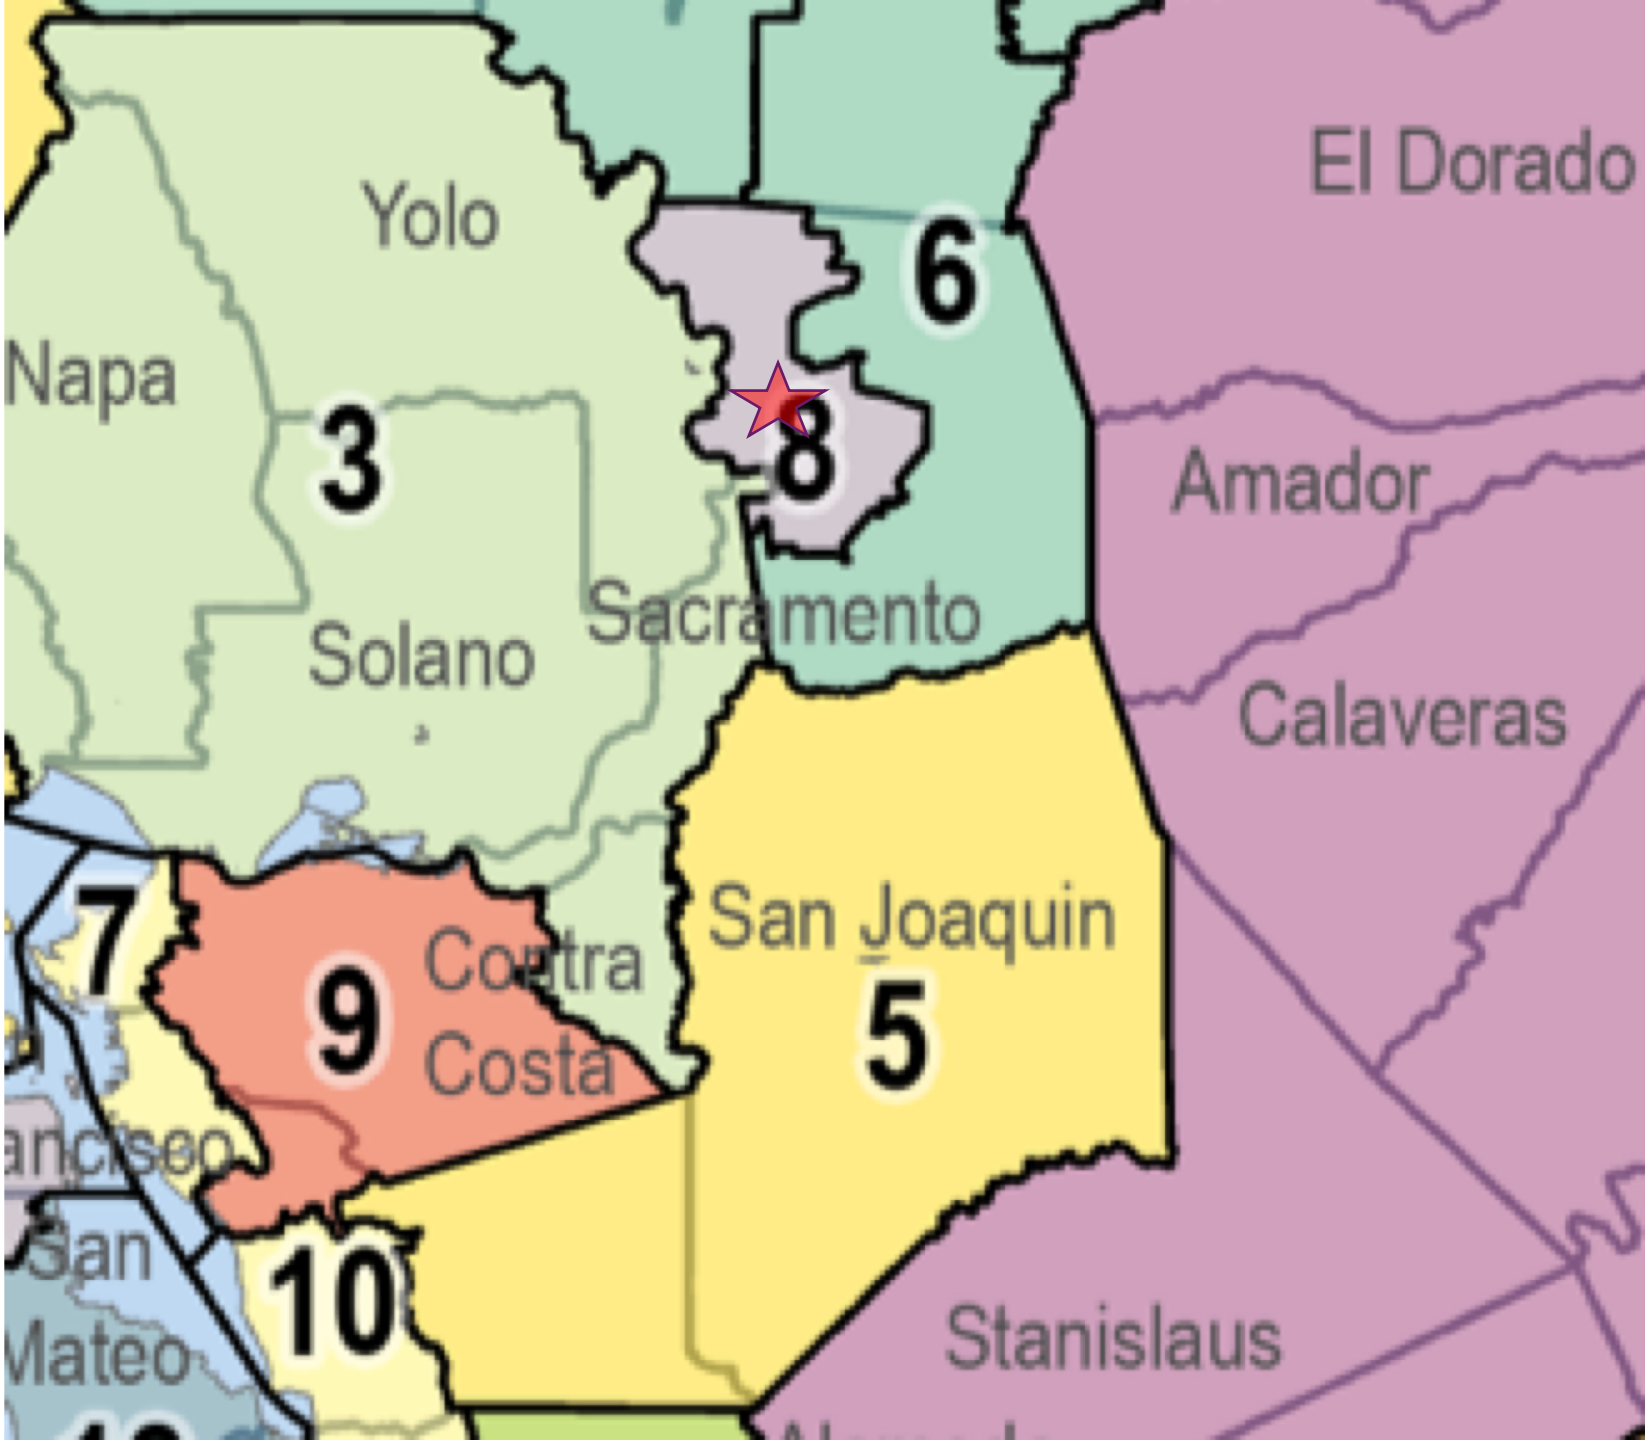 El Dorado
Yolo
6
Napa
3
8
Amador
Sacramento
Solano
Calaveras
7
San Joaquin
9
Contra
Costa
5
San
Mateo
10
Stanislaus